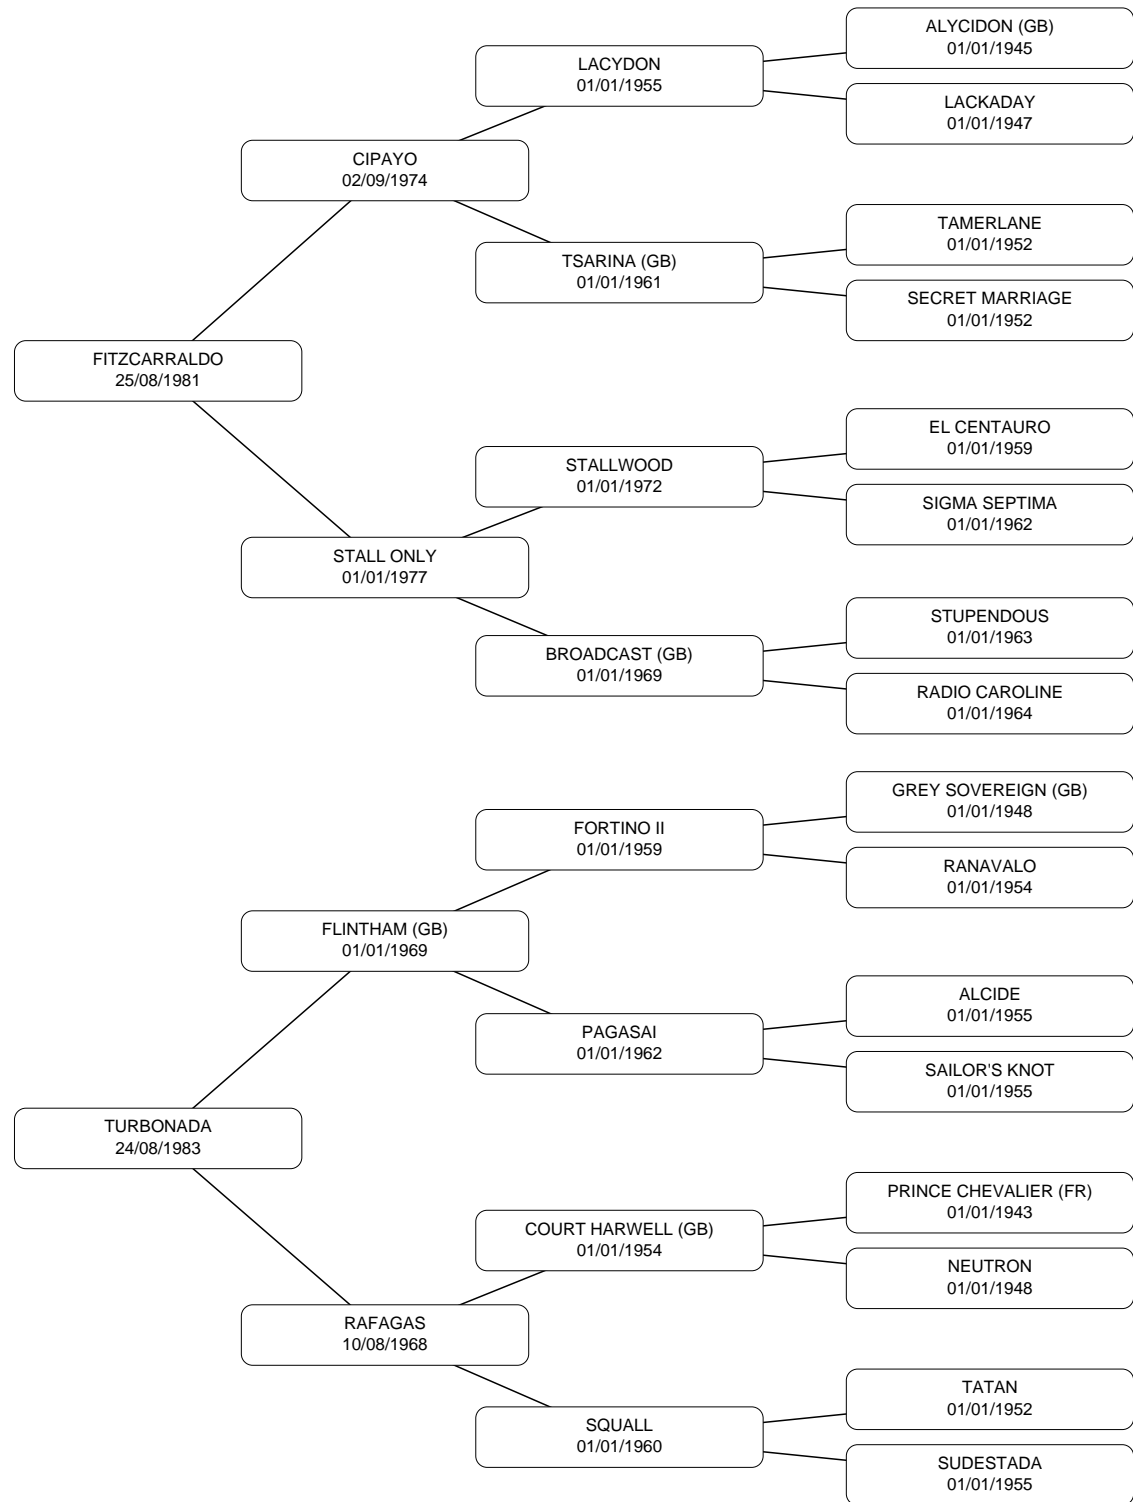 ALYCIDON (GB)
01/01/1945
LACYDON
01/01/1955
LACKADAY
01/01/1947
CIPAYO
02/09/1974
TAMERLANE
01/01/1952
TSARINA (GB)
01/01/1961
SECRET MARRIAGE
01/01/1952
FITZCARRALDO
25/08/1981
EL CENTAURO
01/01/1959
STALLWOOD
01/01/1972
SIGMA SEPTIMA
01/01/1962
STALL ONLY
01/01/1977
STUPENDOUS
01/01/1963
BROADCAST (GB)
01/01/1969
RADIO CAROLINE
01/01/1964
GREY SOVEREIGN (GB)
01/01/1948
FORTINO II
01/01/1959
RANAVALO
01/01/1954
FLINTHAM (GB)
01/01/1969
ALCIDE
01/01/1955
PAGASAI
01/01/1962
SAILOR'S KNOT
01/01/1955
TURBONADA
24/08/1983
PRINCE CHEVALIER (FR)
01/01/1943
COURT HARWELL (GB)
01/01/1954
NEUTRON
01/01/1948
RAFAGAS
10/08/1968
TATAN
01/01/1952
SQUALL
01/01/1960
SUDESTADA
01/01/1955